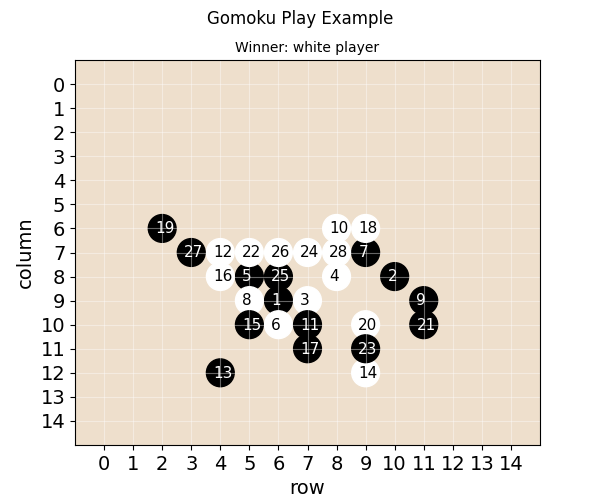 Gomoku Play Example
Winner: white player
0
1
2
3
4
5
6 19 10 18
7 27 12 22 26 24 28 7
8 16 5 25 4 2
9 8 1 3 9
10 15 6 11 20 21
11 17 23
12 13 14
13
14
column
0 1 2 3 4 5 6 7 8 9 10 11 12 13 14
row